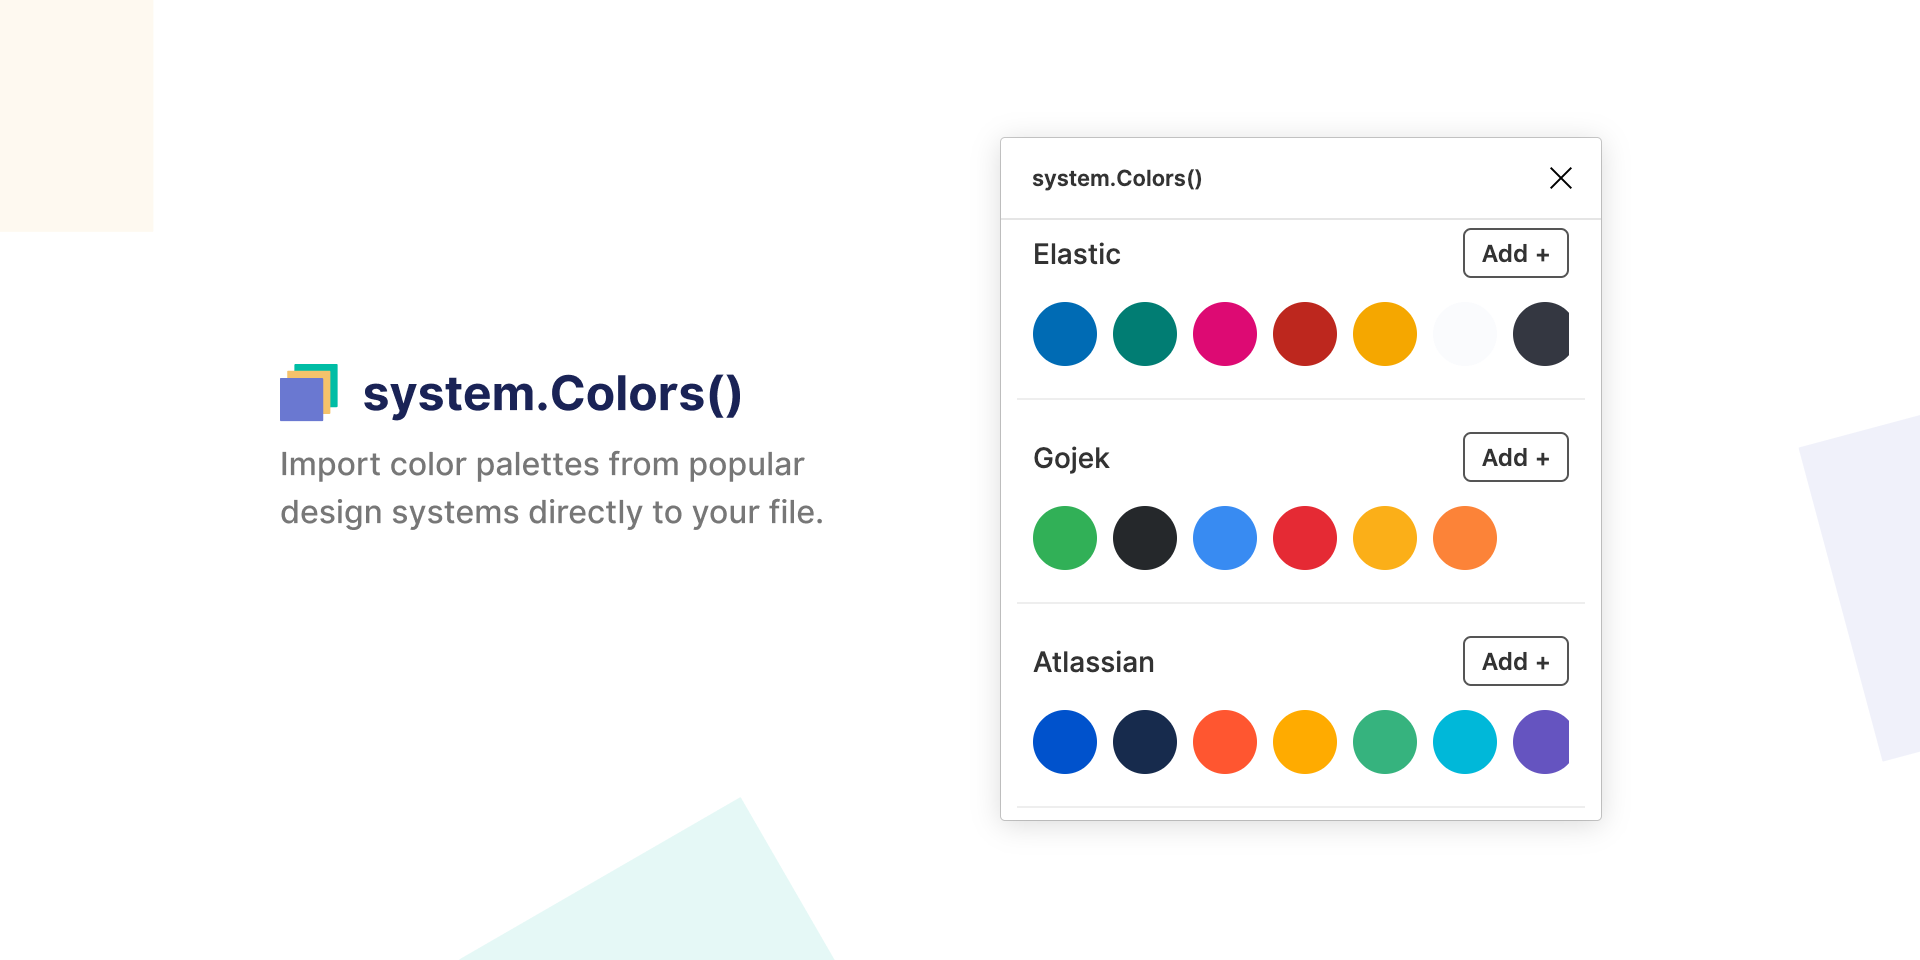 system.Colors()
Import color palettes from popular
design systems directly to your file.
system.Colors()
Elastic
Add +
Gojek
Add +
Atlassian
Add +